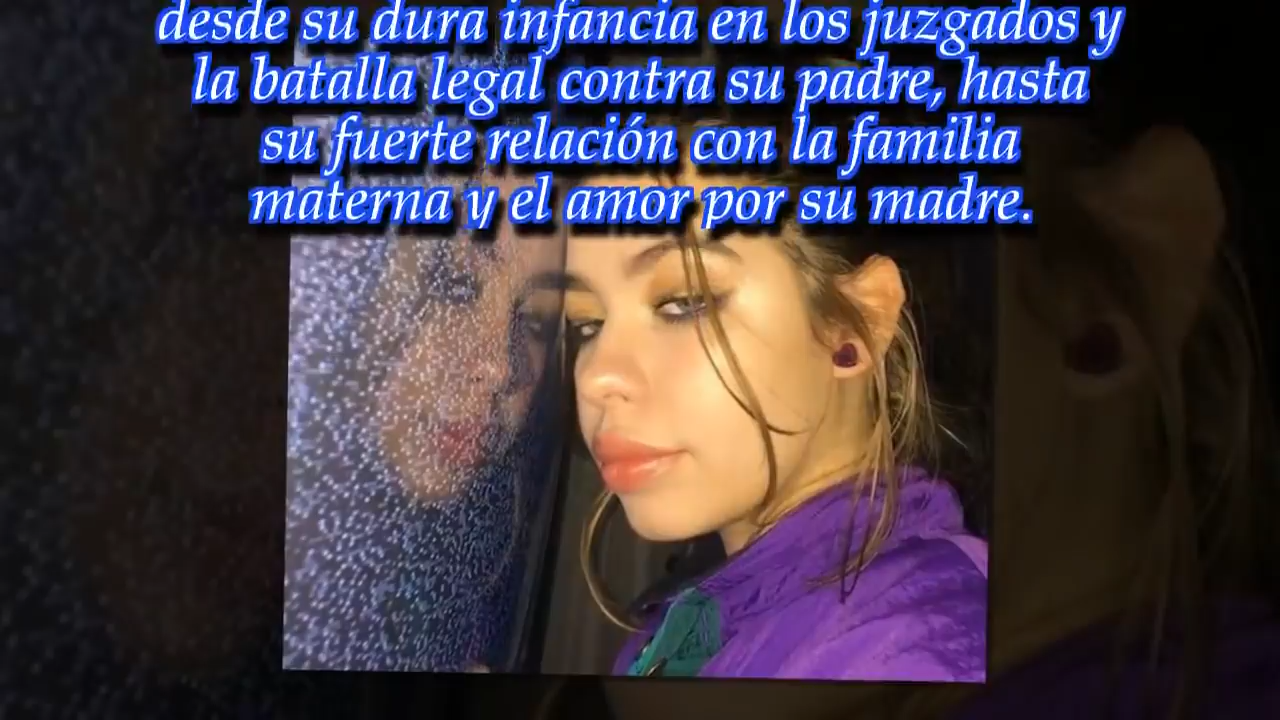 desde su dura infancia en los juzgados y
la batalla legal contra su padre, hasta
su fuerte relación con la familia
materna y el amor por su madre.